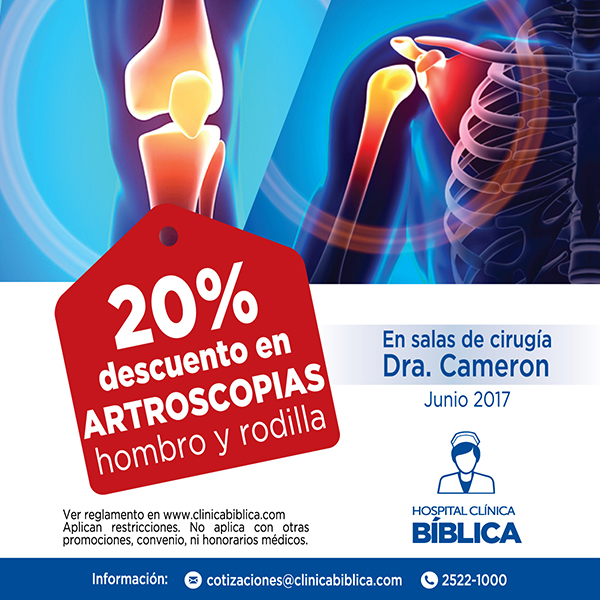 20%
descuento en
ARTROSCOPIAS
hombro y rodilla
En salas de cirugía
Dra. Cameron
Junio 2017
HOSPITAL CLÍNICA
BÍBLICA
Ver reglamento en www.clinicabiblica.com
Aplican restricciones. No aplica con otras
promociones, convenio, ni honorarios médicos.
Información: cotizaciones@clinicabiblica.com 2522-1000